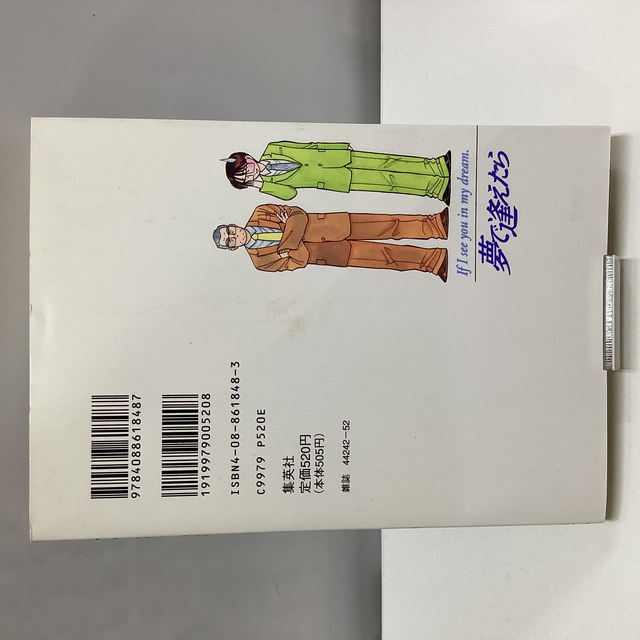 If I see you in my dream.
夢で逢えたら
9784088618487
1919979005208
ISBN4-08-861848-3
C9979 P520E
集英社
定価520円
(本体505円)
雑誌 44242-52